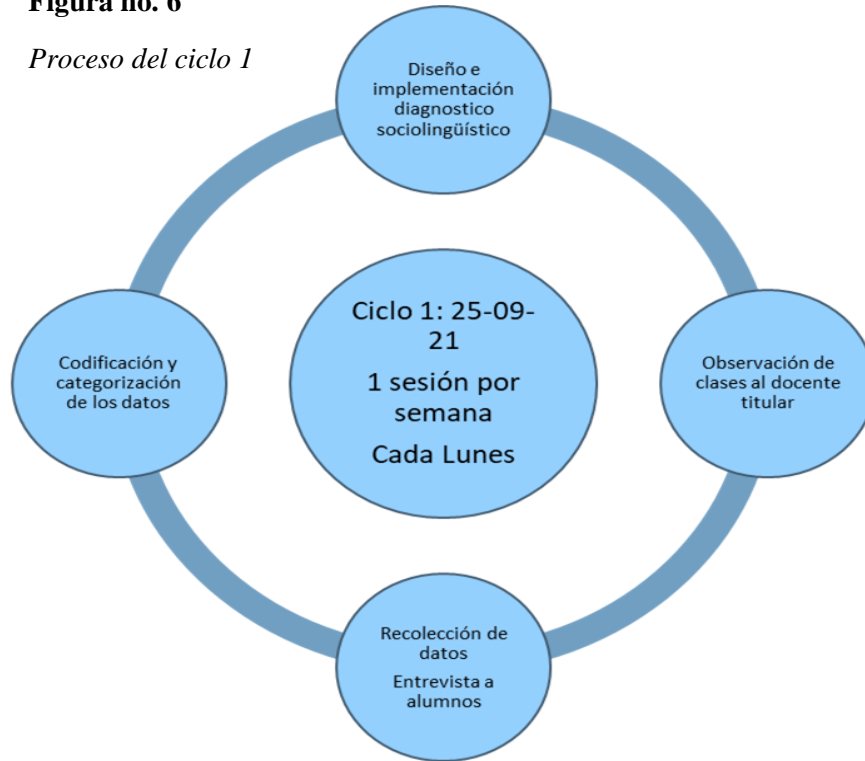 Figura no. 6
Proceso del ciclo 1
Diseño e
implementación
diagnostico
sociolingüístico
Observación de
clases al docente
titular
Recolección de
datos
Entrevista a
alumnos
Codificación y
categorización
de los datos
Ciclo 1: 25-09-
21
1 sesión por
semana
Cada Lunes